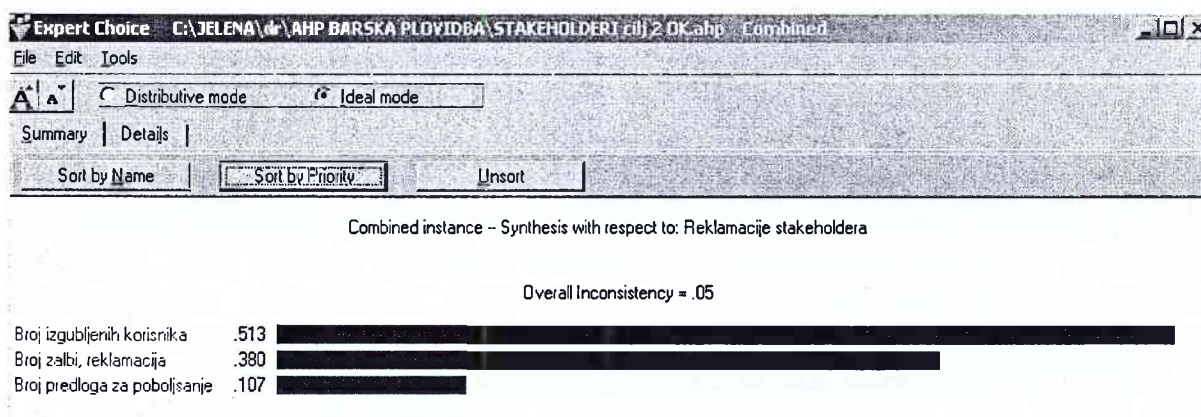 Expert Choice C:\JELENA\dr\AHP BARSKA PLOVIDBA\STAKEHOLDERI cilj 2 OK.ahp Combined
File Edit Tools
A A Distributive mode Ideal mode
Summary Details
Sort by Name Sort by Priority Unsort
Combined instance -- Synthesis with respect to: Reklamacije stakeholdera
Overall Inconsistency = .05
Broj izgubljenih korisnika .513
Broj zalbi, reklamacija .380
Broj predloga za poboljsanje .107